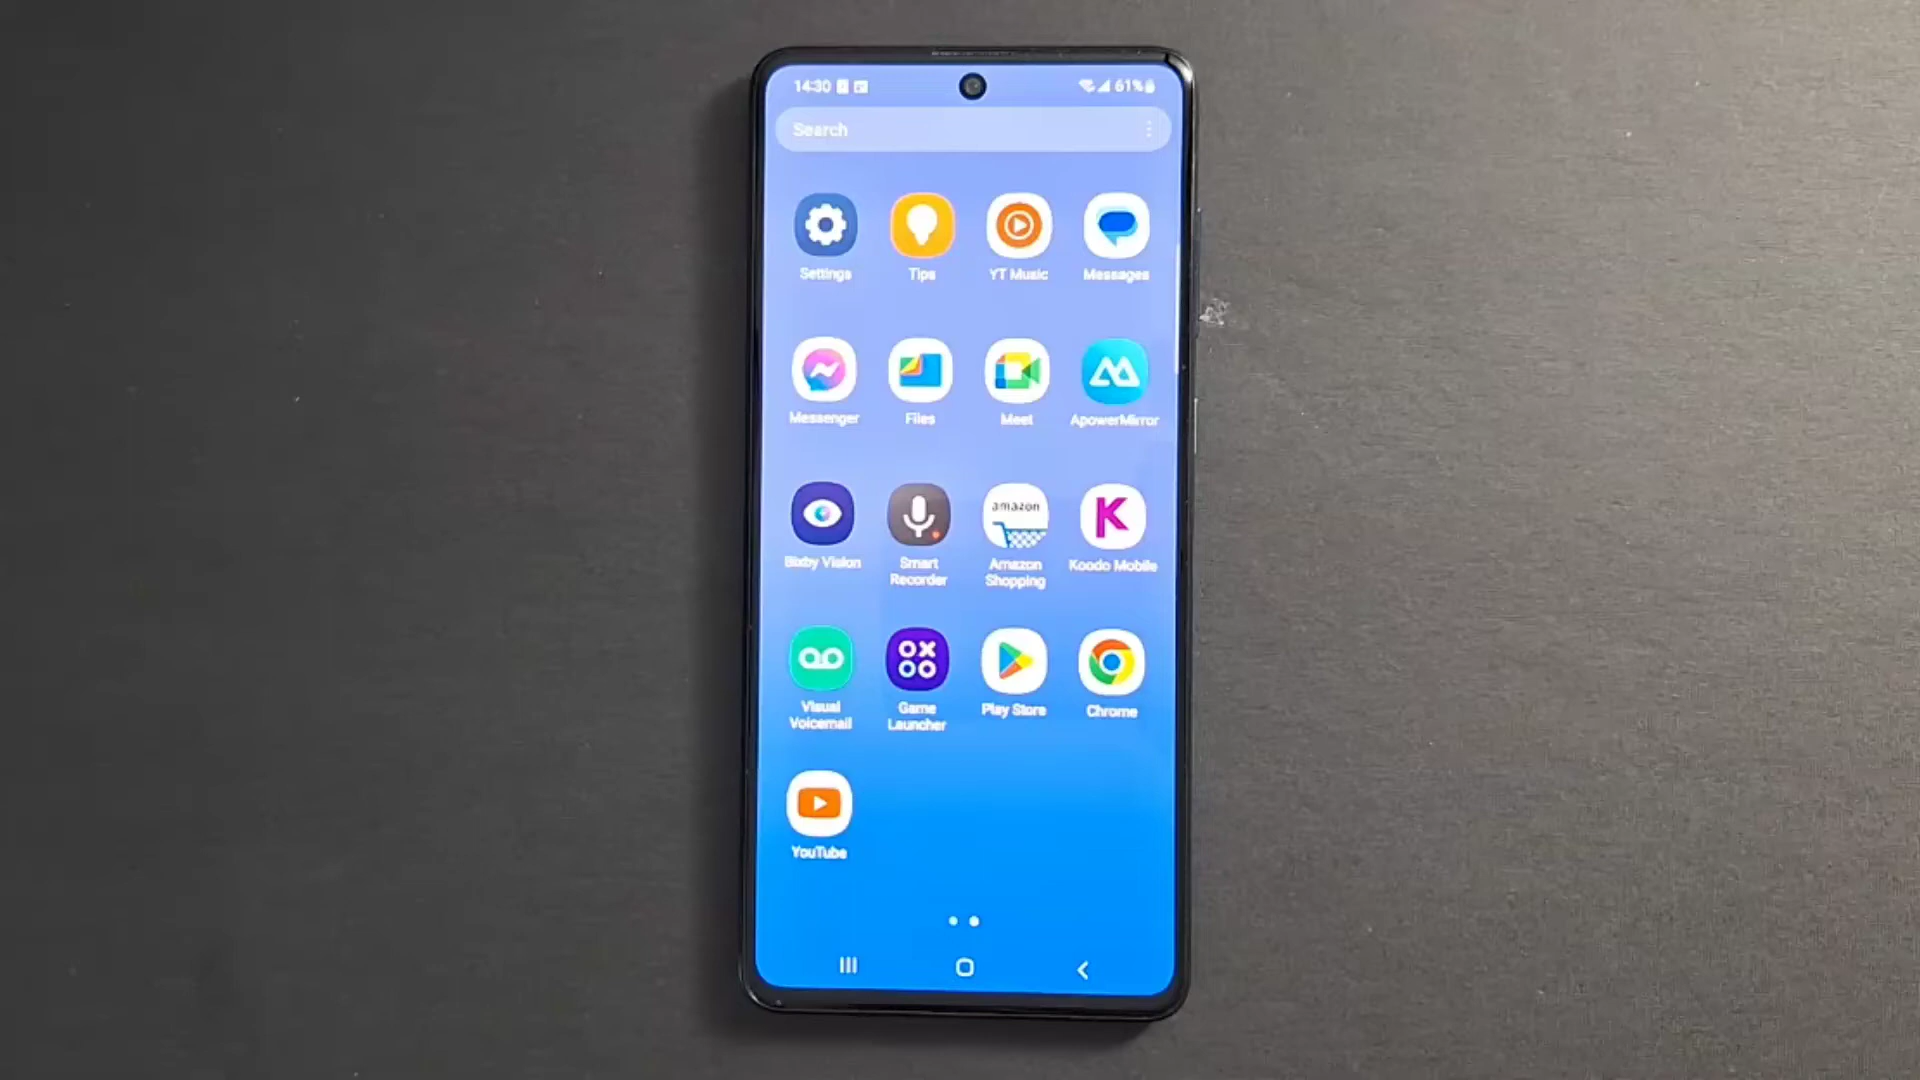 14:30 61%
Search
Settings Tips YT Music Messages
Messenger Files Meet ApowerMirror
amazon K
Bixby Vision Smart Recorder Amazon Shopping Koodo Mobile
Visual Voicemail Game Launcher Play Store Chrome
YouTube